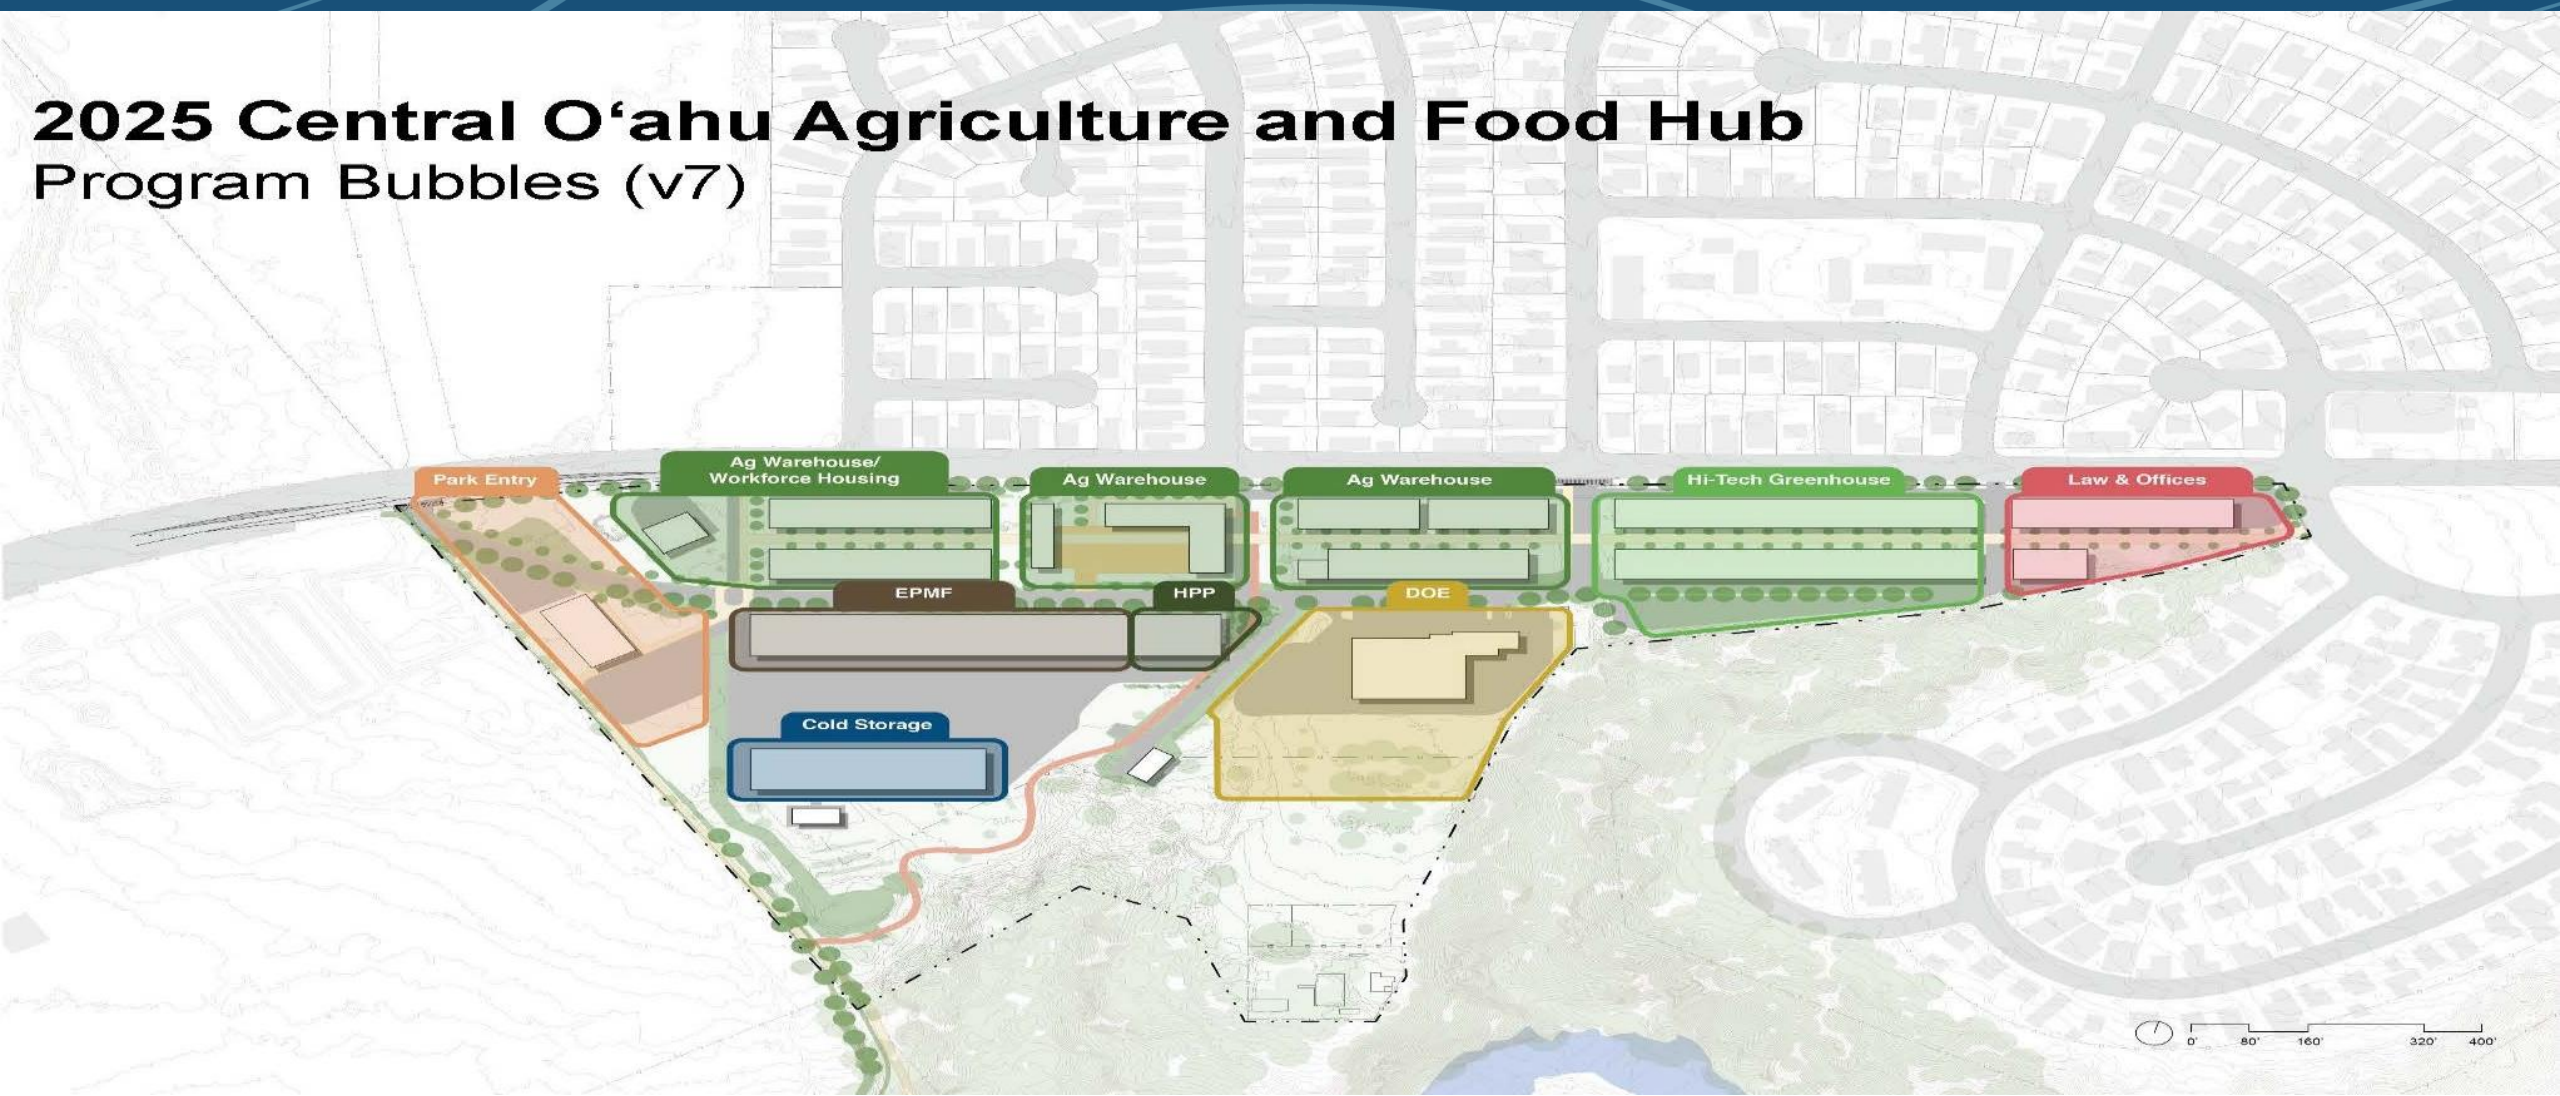 2025 Central Oʻahu Agriculture and Food Hub
Program Bubbles (v7)
Park Entry
Ag Warehouse/
Workforce Housing
Ag Warehouse
Ag Warehouse
Hi-Tech Greenhouse
Law & Offices
EPMF
HPP
DOE
Cold Storage
0' 80' 160' 320' 400'